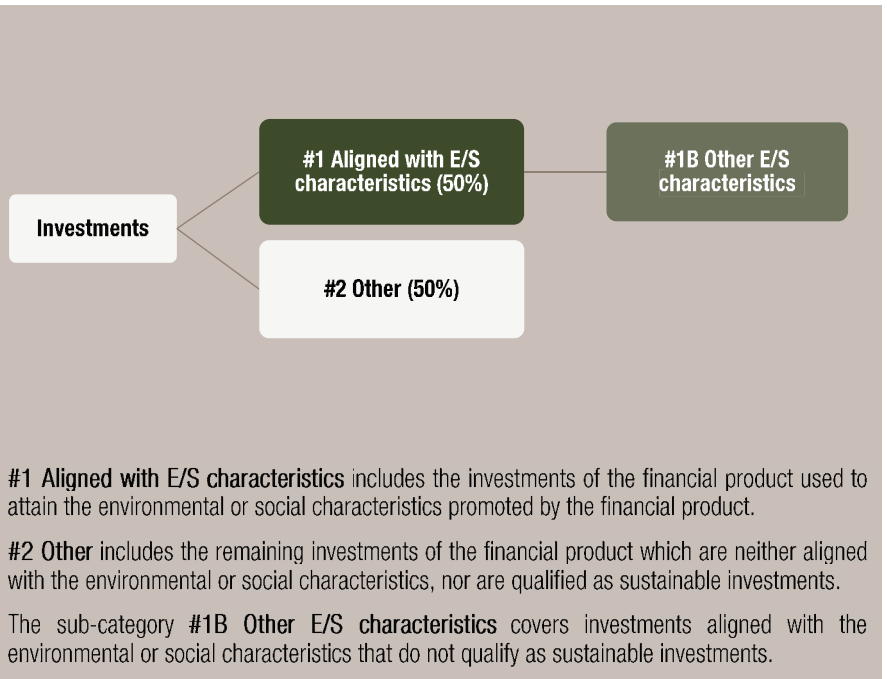 #1 Aligned with E/S
characteristics (50%)
#1B Other E/S
characteristics
Investments
#2 Other (50%)
#1 Aligned with E/S characteristics includes the investments of the financial product used to
attain the environmental or social characteristics promoted by the financial product.
#2 Other includes the remaining investments of the financial product which are neither aligned
with the environmental or social characteristics, nor are qualified as sustainable investments.
The sub-category #1B Other E/S characteristics covers investments aligned with the
environmental or social characteristics that do not qualify as sustainable investments.